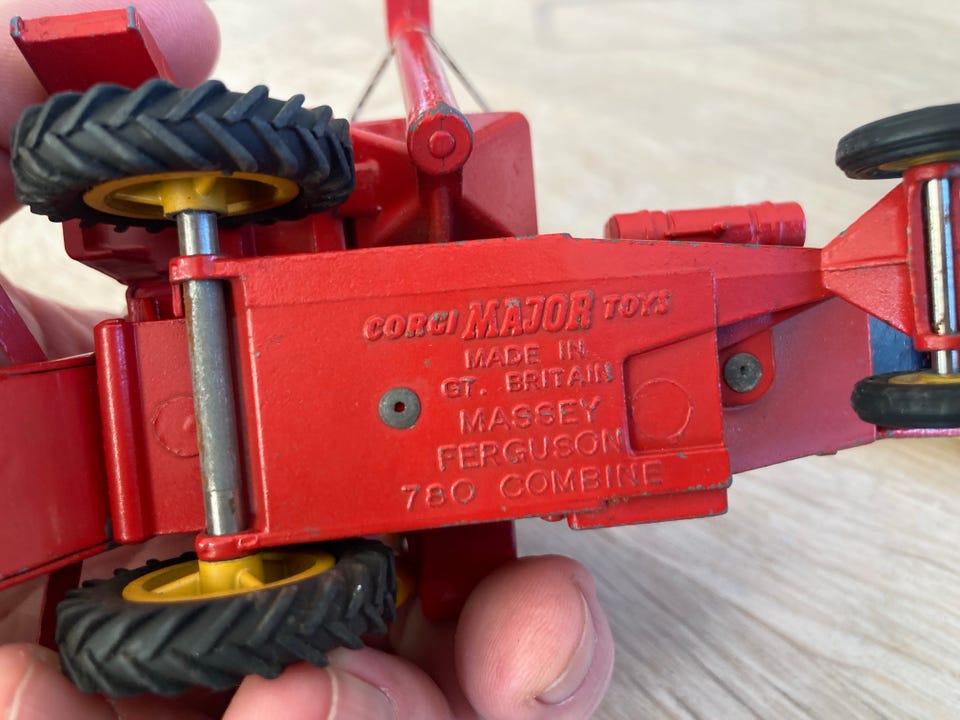 CORGI MAJOR TOYS
MADE IN
GT. BRITAIN
MASSEY
FERGUSON
780 COMBINE